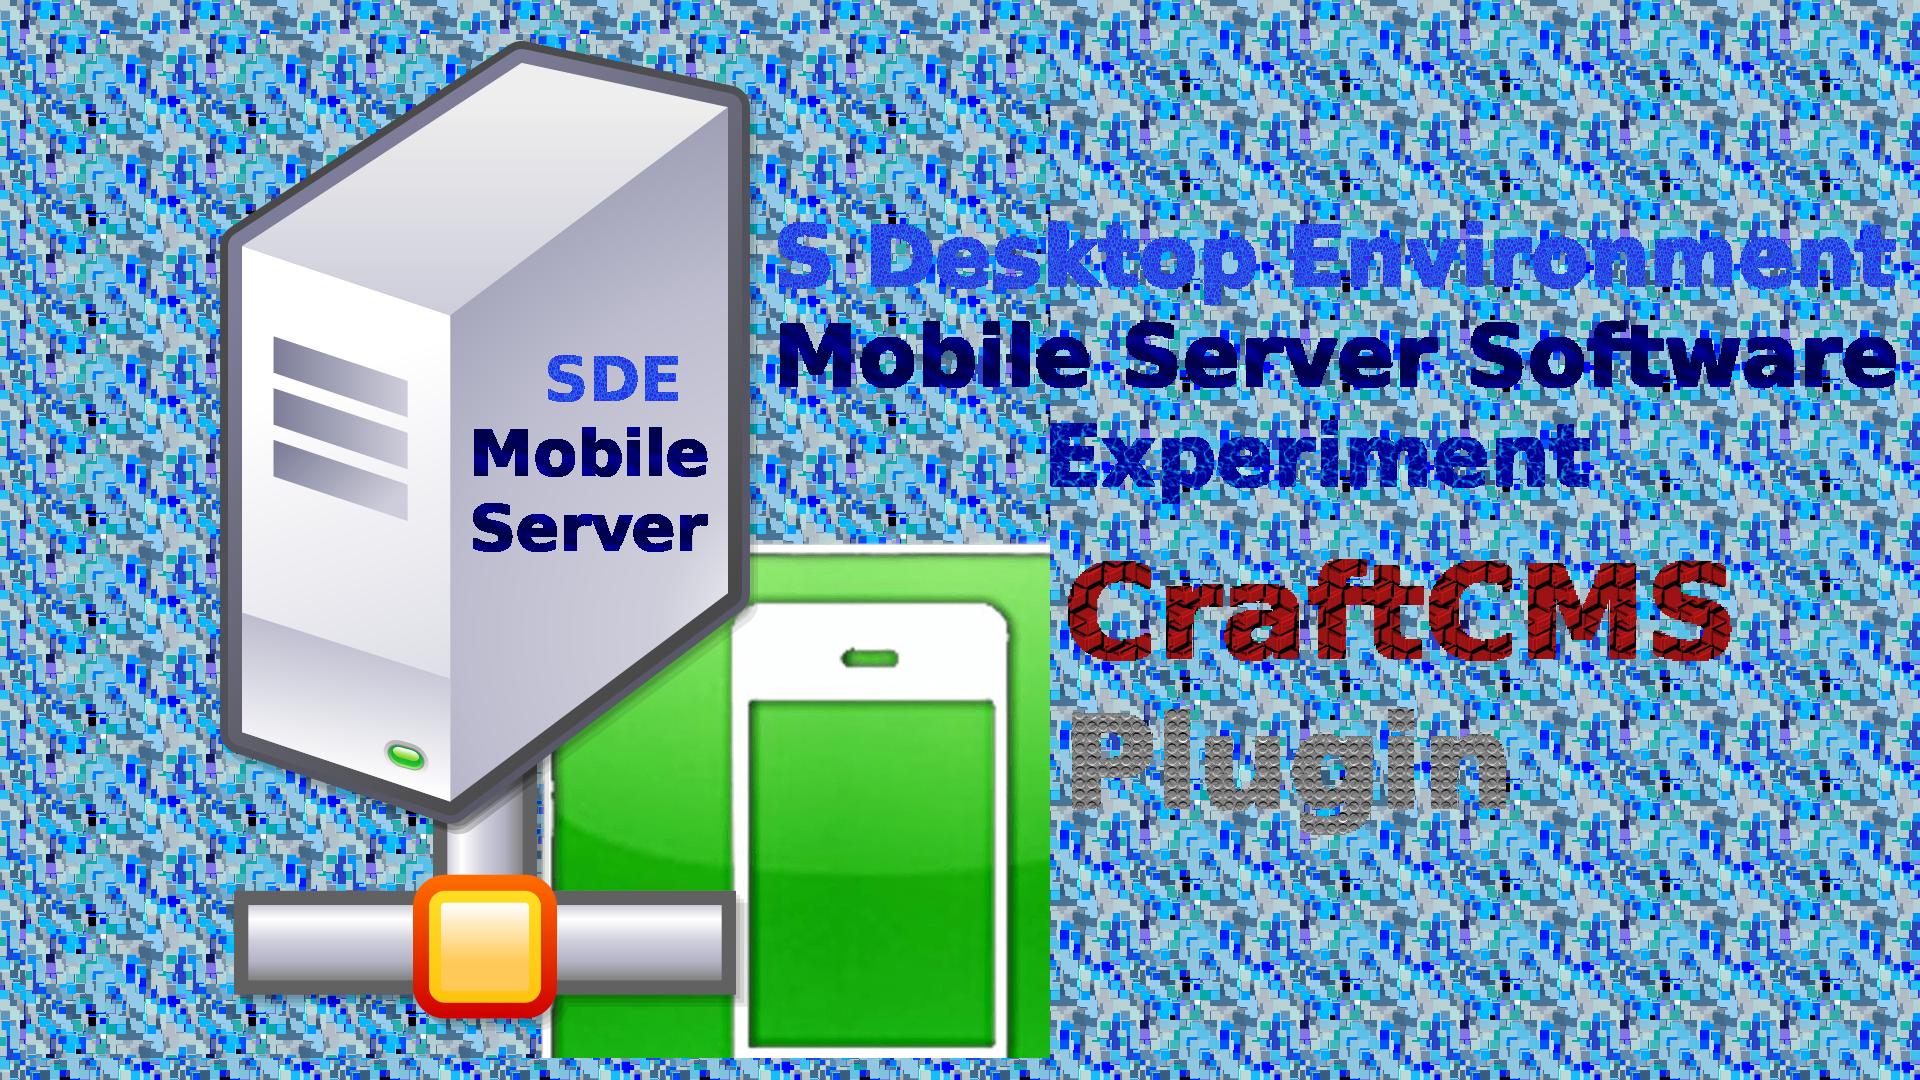 SDE
Mobile
Server
S Desktop Environment
Mobile Server Software
Experiment
CraftCMS
Plugin